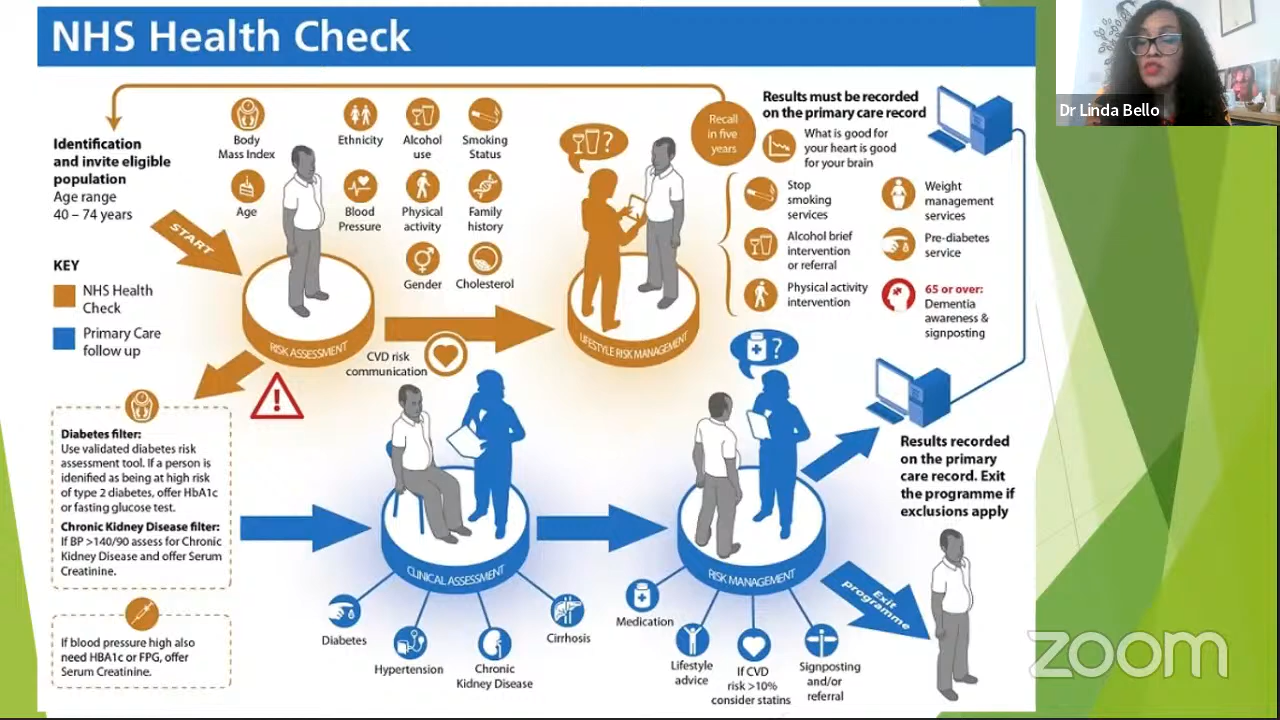 NHS Health Check
Dr Linda Bello
Identification
and invite eligible
population
Age range
40 – 74 years
START
KEY
NHS Health
Check
Primary Care
follow up
Body
Mass Index
Ethnicity
Alcohol
use
Smoking
Status
Age
Blood
Pressure
Physical
activity
Family
history
Gender
Cholesterol
RISK ASSESSMENT
CVD risk
communication
?
LIFESTYLE RISK MANAGEMENT
Recall
in five
years
Results must be recorded
on the primary care record
What is good for
your heart is good
for your brain
Stop
smoking
services
Weight
management
services
Alcohol brief
intervention
or referral
Pre-diabetes
service
Physical activity
intervention
65 or over:
Dementia
awareness &
signposting
!
Diabetes filter:
Use validated diabetes risk
assessment tool. If a person is
idenified as being at high risk
of type 2 diabetes, offer HbA1c
or fasting glucose test.
Chronic Kidney Disease filter:
If BP >140/90 assess for Chronic
Kidney Disease and offer Serum
Creatinine.
If blood pressure high also
need HBA1c or FPG, offer
Serum Creatinine.
CLINICAL ASSESSMENT
Diabetes
Hypertension
Chronic
Kidney Disease
Cirrhosis
?
RISK MANAGEMENT
Medication
Lifestyle
advice
If CVD
risk >10%
consider statins
Signposting
and/or
referral
Results recorded
on the primary
care record. Exit
the programme if
exclusions apply
Exit
programme
zoom